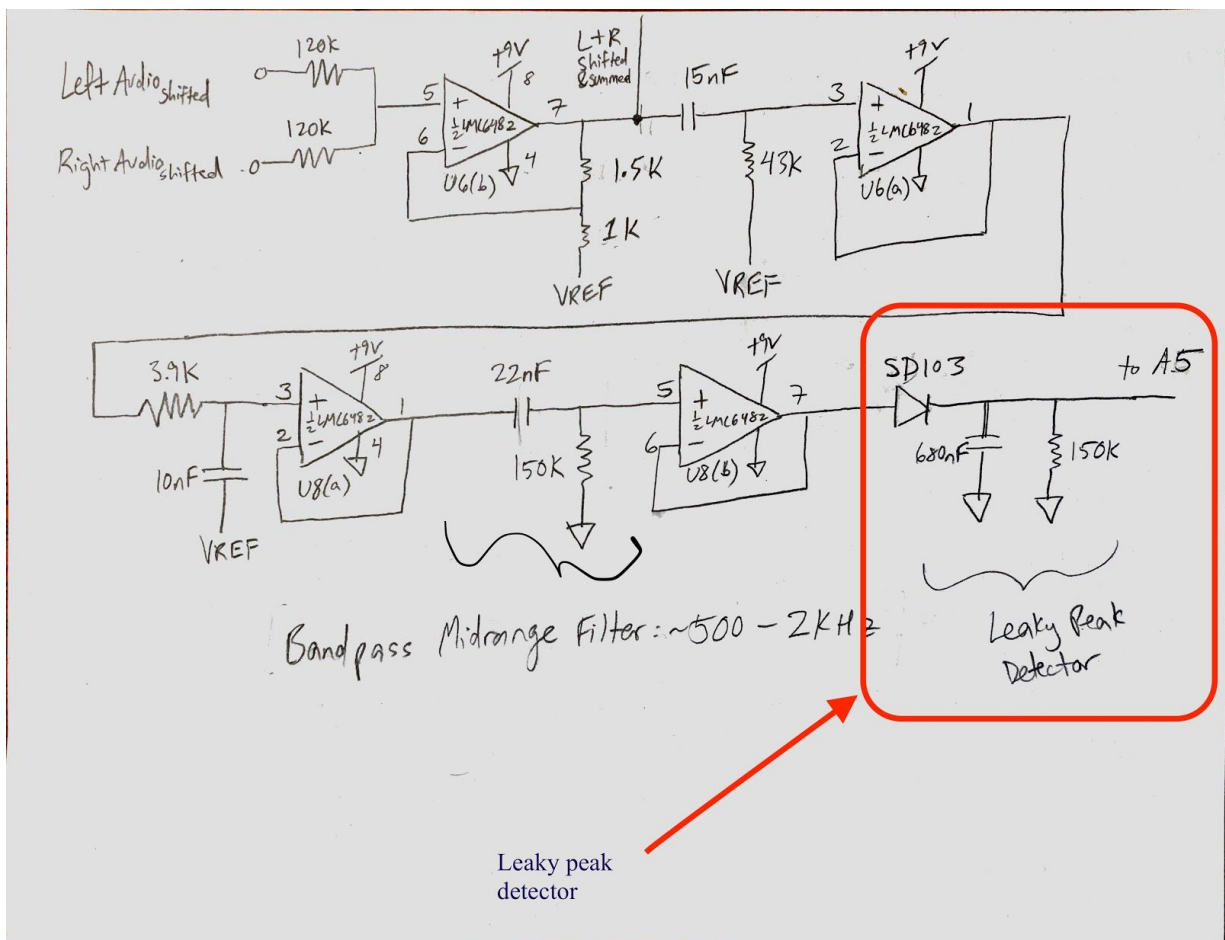 120K
+9V
8
L+R
shifted
& summed
+9V
Left Audio shifted
15nF
5
+
7
3
+
1
120K
½ LMC6482
½ LMC6482
6
−
4
2
−
Right Audio shifted
U6(b)
1.5K
43K
U6(a)
1K
VREF
VREF
+9V
+9V
SD103
to A5
3.9K
8
22nF
3
+
1
5
+
7
½ LMC6482
½ LMC6482
2
−
4
6
−
680nF
150K
10nF
U8(a)
150K
U8(b)
VREF
Bandpass Midrange Filter: ~500 – 2KHz
Leaky Peak
Detector
Leaky peak
detector